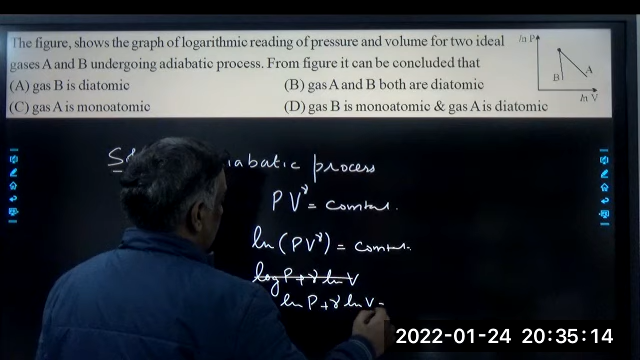 The figure, shows the graph of logarithmic reading of pressure and volume for two ideal
gases A and B undergoing adiabatic process. From figure it can be concluded that
(A) gas B is diatomic
(B) gas A and B both are diatomic
(C) gas A is monoatomic
(D) gas B is monoatomic & gas A is diatomic
ln P
B
A
ln V
iabatic process
PV^γ = constan.
ln (PV^γ) = constan.
log P + γ ln V
ln P + γ ln V =
2022-01-24 20:35:14